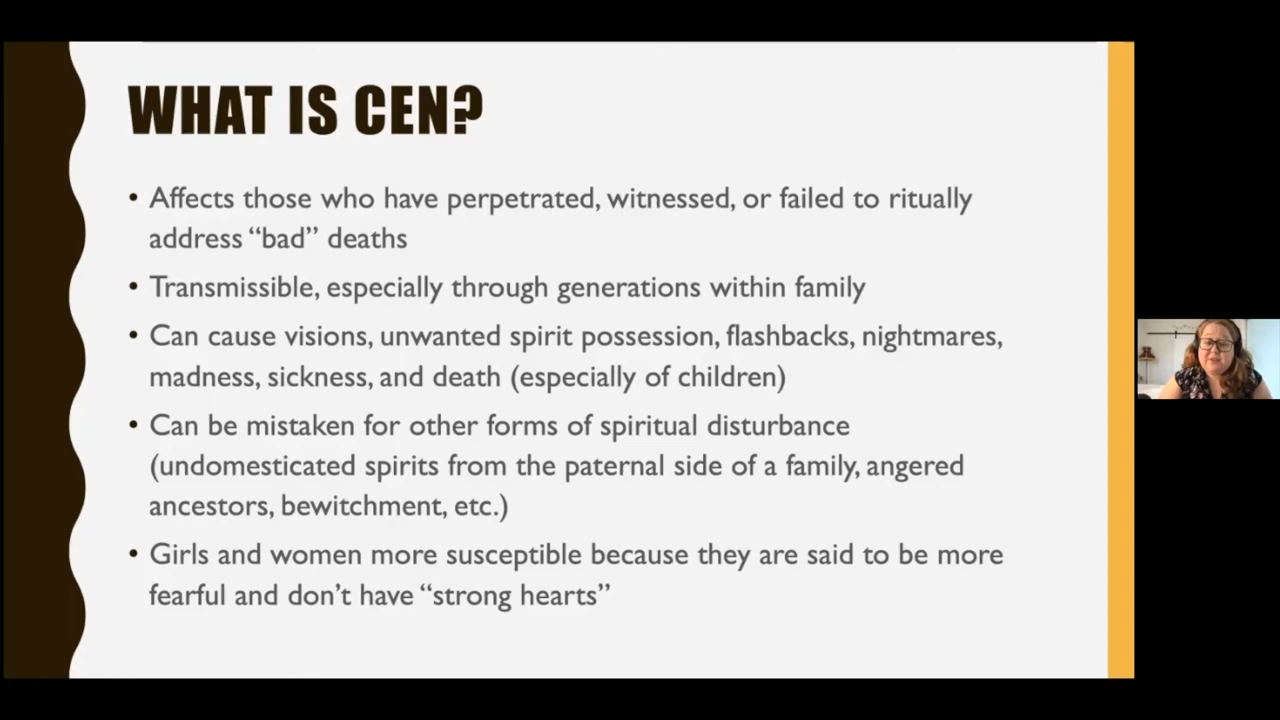 WHAT IS CEN?
• Affects those who have perpetrated, witnessed, or failed to ritually
address “bad” deaths
• Transmissible, especially through generations within family
• Can cause visions, unwanted spirit possession, flashbacks, nightmares,
madness, sickness, and death (especially of children)
• Can be mistaken for other forms of spiritual disturbance
(undomesticated spirits from the paternal side of a family, angered
ancestors, bewitchment, etc.)
• Girls and women more susceptible because they are said to be more
fearful and don’t have “strong hearts”